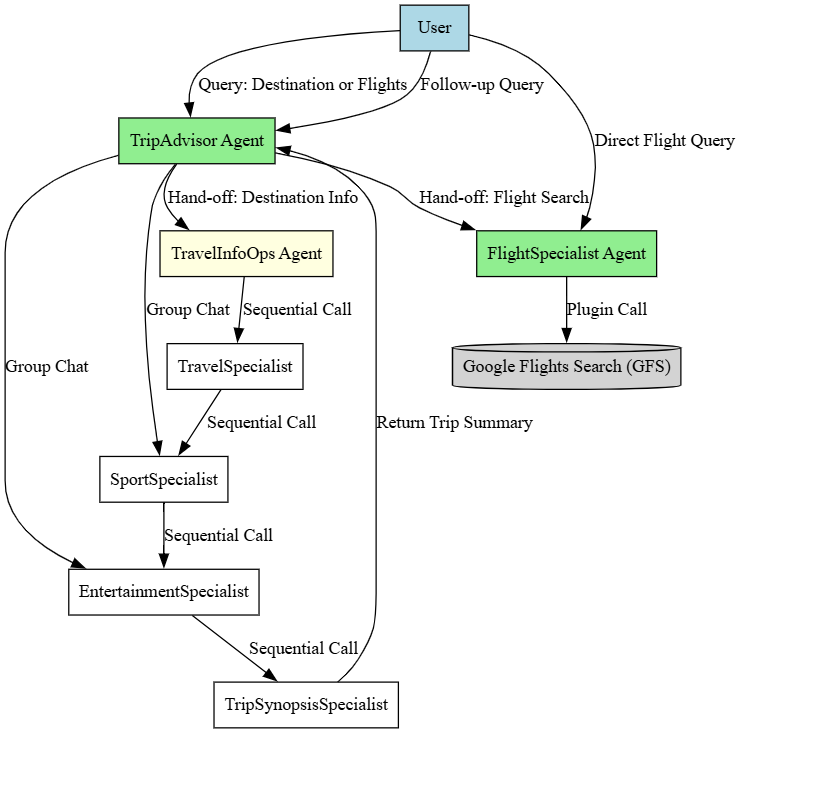 User
Query: Destination or Flights
Follow-up Query
TripAdvisor Agent
Direct Flight Query
Hand-off: Destination Info
Hand-off: Flight Search
TravelInfoOps Agent
FlightSpecialist Agent
Group Chat
Sequential Call
Plugin Call
Group Chat
TravelSpecialist
Google Flights Search (GFS)
Sequential Call
Return Trip Summary
SportSpecialist
Sequential Call
EntertainmentSpecialist
Sequential Call
TripSynopsisSpecialist